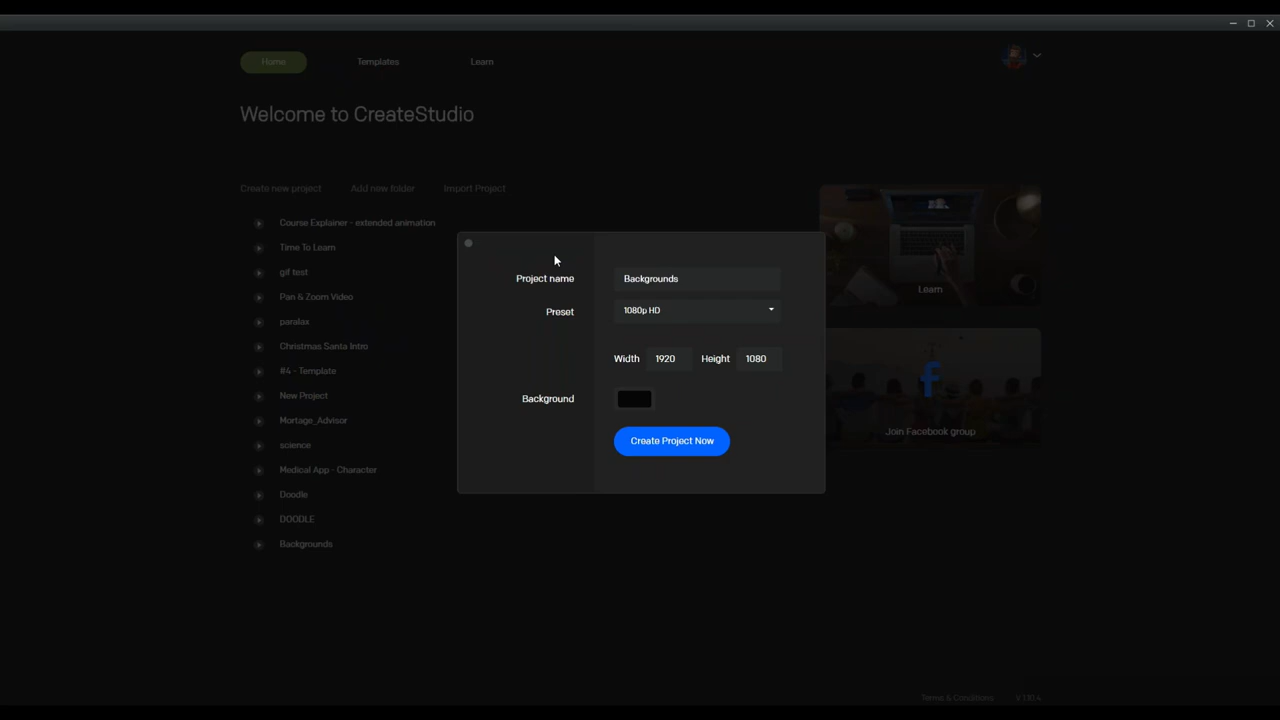 Home
Templates
Learn
Welcome to CreateStudio
Create new project
Add new folder
Import Project
Course Explainer - extended animation
Time To Learn
gif test
Pan & Zoom Video
paralax
Christmas Santa Intro
#4 - Template
New Project
Mortage_Advisor
science
Medical App - Character
Doodle
DOODLE
Backgrounds
Project name
Backgrounds
Preset
1080p HD
Width 1920 Height 1080
Background
Create Project Now
Learn
Join Facebook group
Terms & Conditions
V 1.10.4